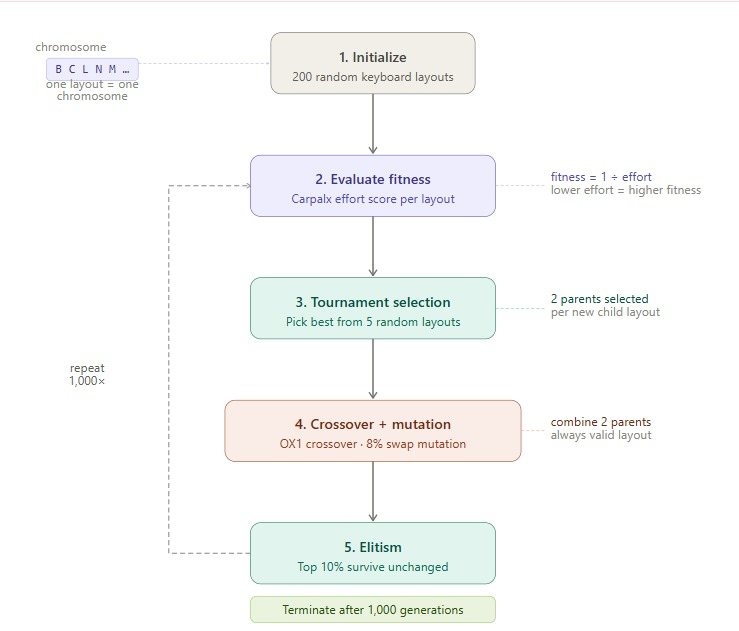 chromosome
B C L N M …
one layout = one
chromosome
1. Initialize
200 random keyboard layouts
2. Evaluate fitness
Carpalx effort score per layout
fitness = 1 ÷ effort
lower effort = higher fitness
3. Tournament selection
Pick best from 5 random layouts
2 parents selected
per new child layout
repeat
1,000×
4. Crossover + mutation
OX1 crossover · 8% swap mutation
combine 2 parents
always valid layout
5. Elitism
Top 10% survive unchanged
Terminate after 1,000 generations